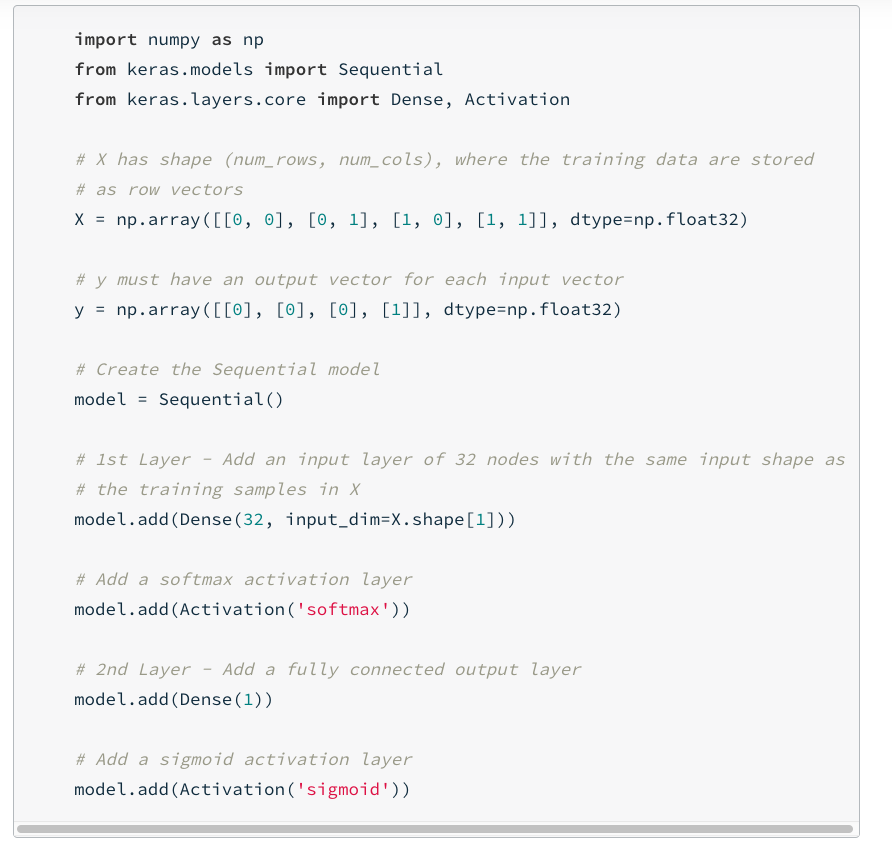 import numpy as np
from keras.models import Sequential
from keras.layers.core import Dense, Activation
# X has shape (num_rows, num_cols), where the training data are stored
# as row vectors
X = np.array([[0, 0], [0, 1], [1, 0], [1, 1]], dtype=np.float32)
# y must have an output vector for each input vector
y = np.array([[0], [0], [0], [1]], dtype=np.float32)
# Create the Sequential model
model = Sequential()
# 1st Layer - Add an input layer of 32 nodes with the same input shape as
# the training samples in X
model.add(Dense(32, input_dim=X.shape[1]))
# Add a softmax activation layer
model.add(Activation('softmax'))
# 2nd Layer - Add a fully connected output layer
model.add(Dense(1))
# Add a sigmoid activation layer
model.add(Activation('sigmoid'))